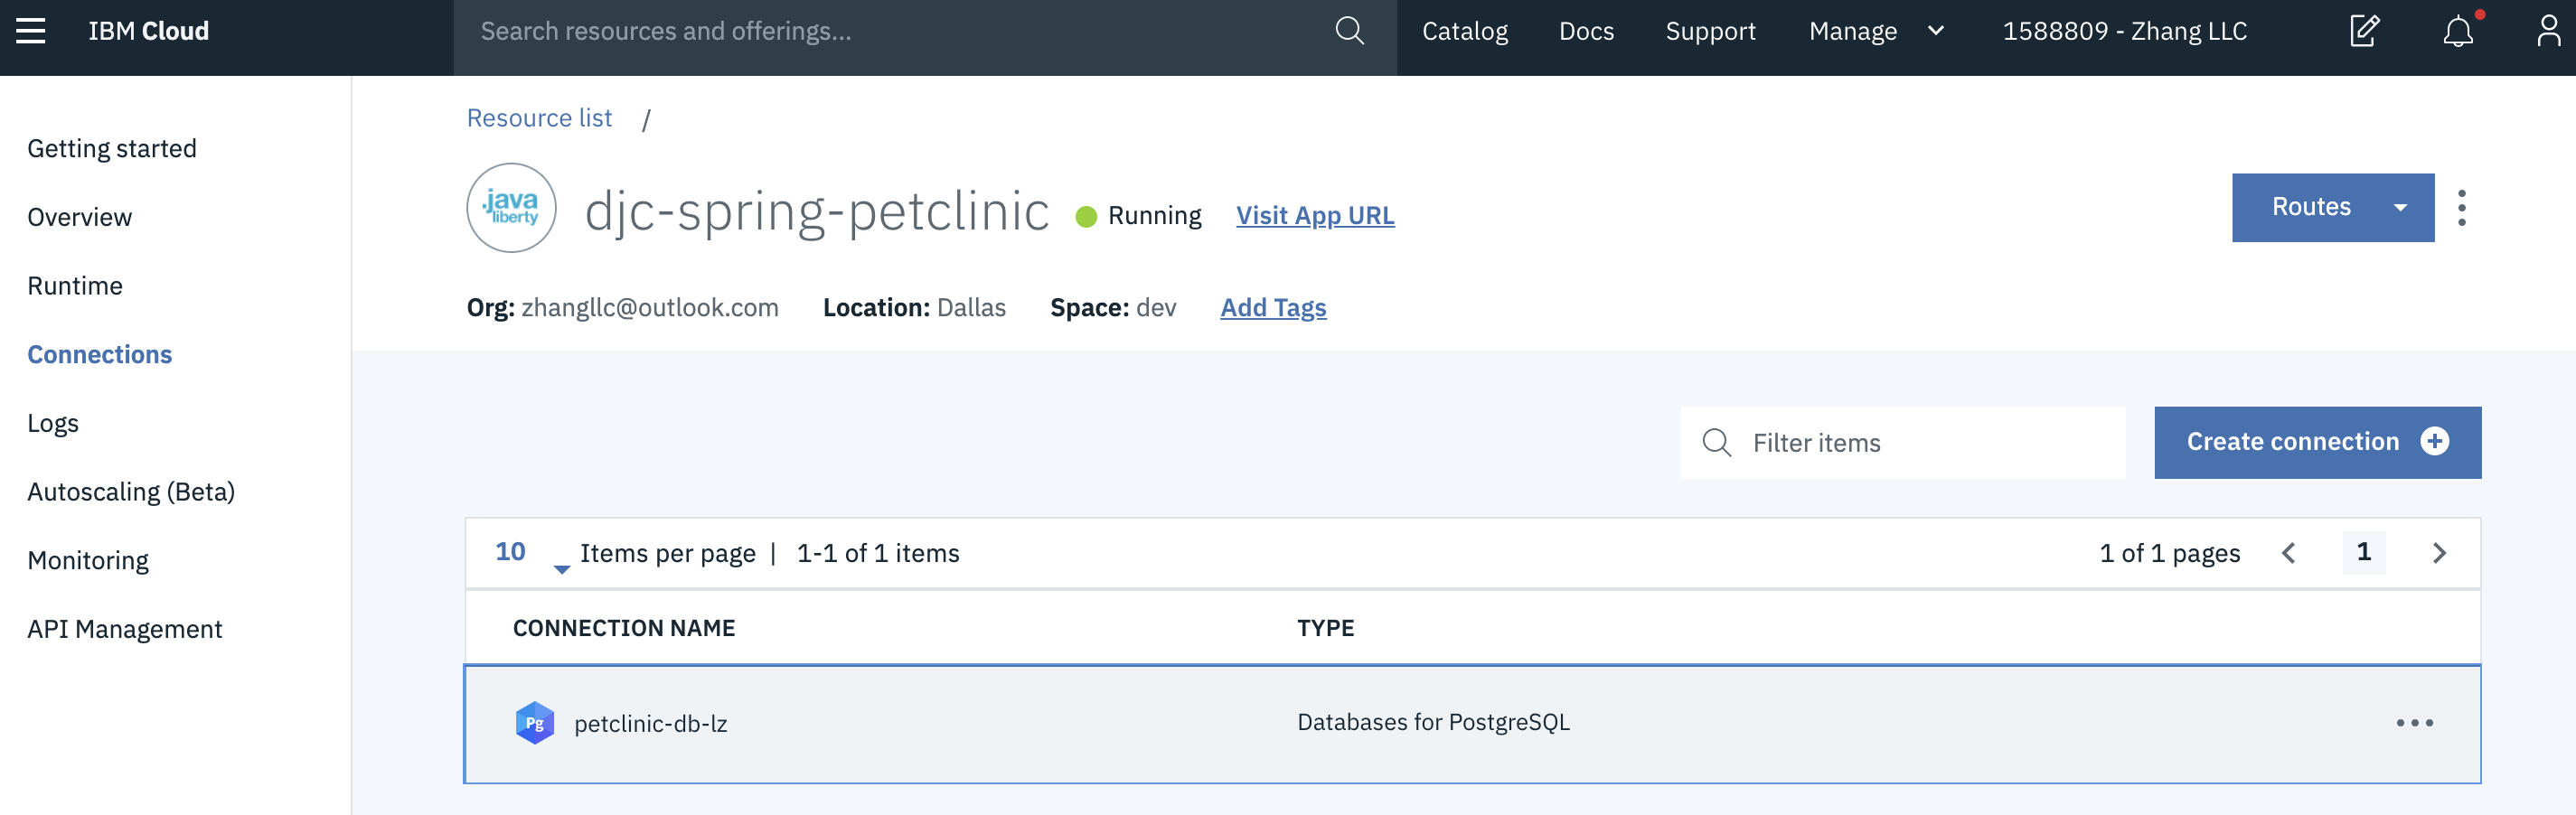 IBM Cloud
Search resources and offerings...
Catalog
Docs
Support
Manage
1588809 - Zhang LLC
Getting started
Overview
Runtime
Connections
Logs
Autoscaling (Beta)
Monitoring
API Management
Resource list /
java
liberty
djc-spring-petclinic
Running
Visit App URL
Routes
Org: zhangllc@outlook.com
Location: Dallas
Space: dev
Add Tags
Filter items
Create connection
10 Items per page | 1-1 of 1 items
1 of 1 pages
1
CONNECTION NAME
TYPE
Pg
petclinic-db-lz
Databases for PostgreSQL